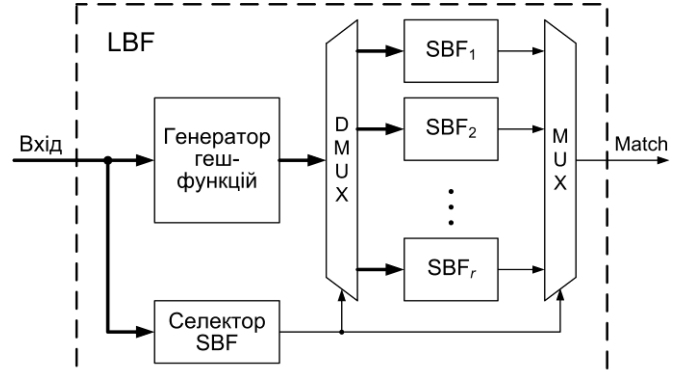 LBF
Вхід
Генератор
геш-
функцій
D
M
U
X
SBF1
SBF2
SBFr
M
U
X
Match
Селектор
SBF